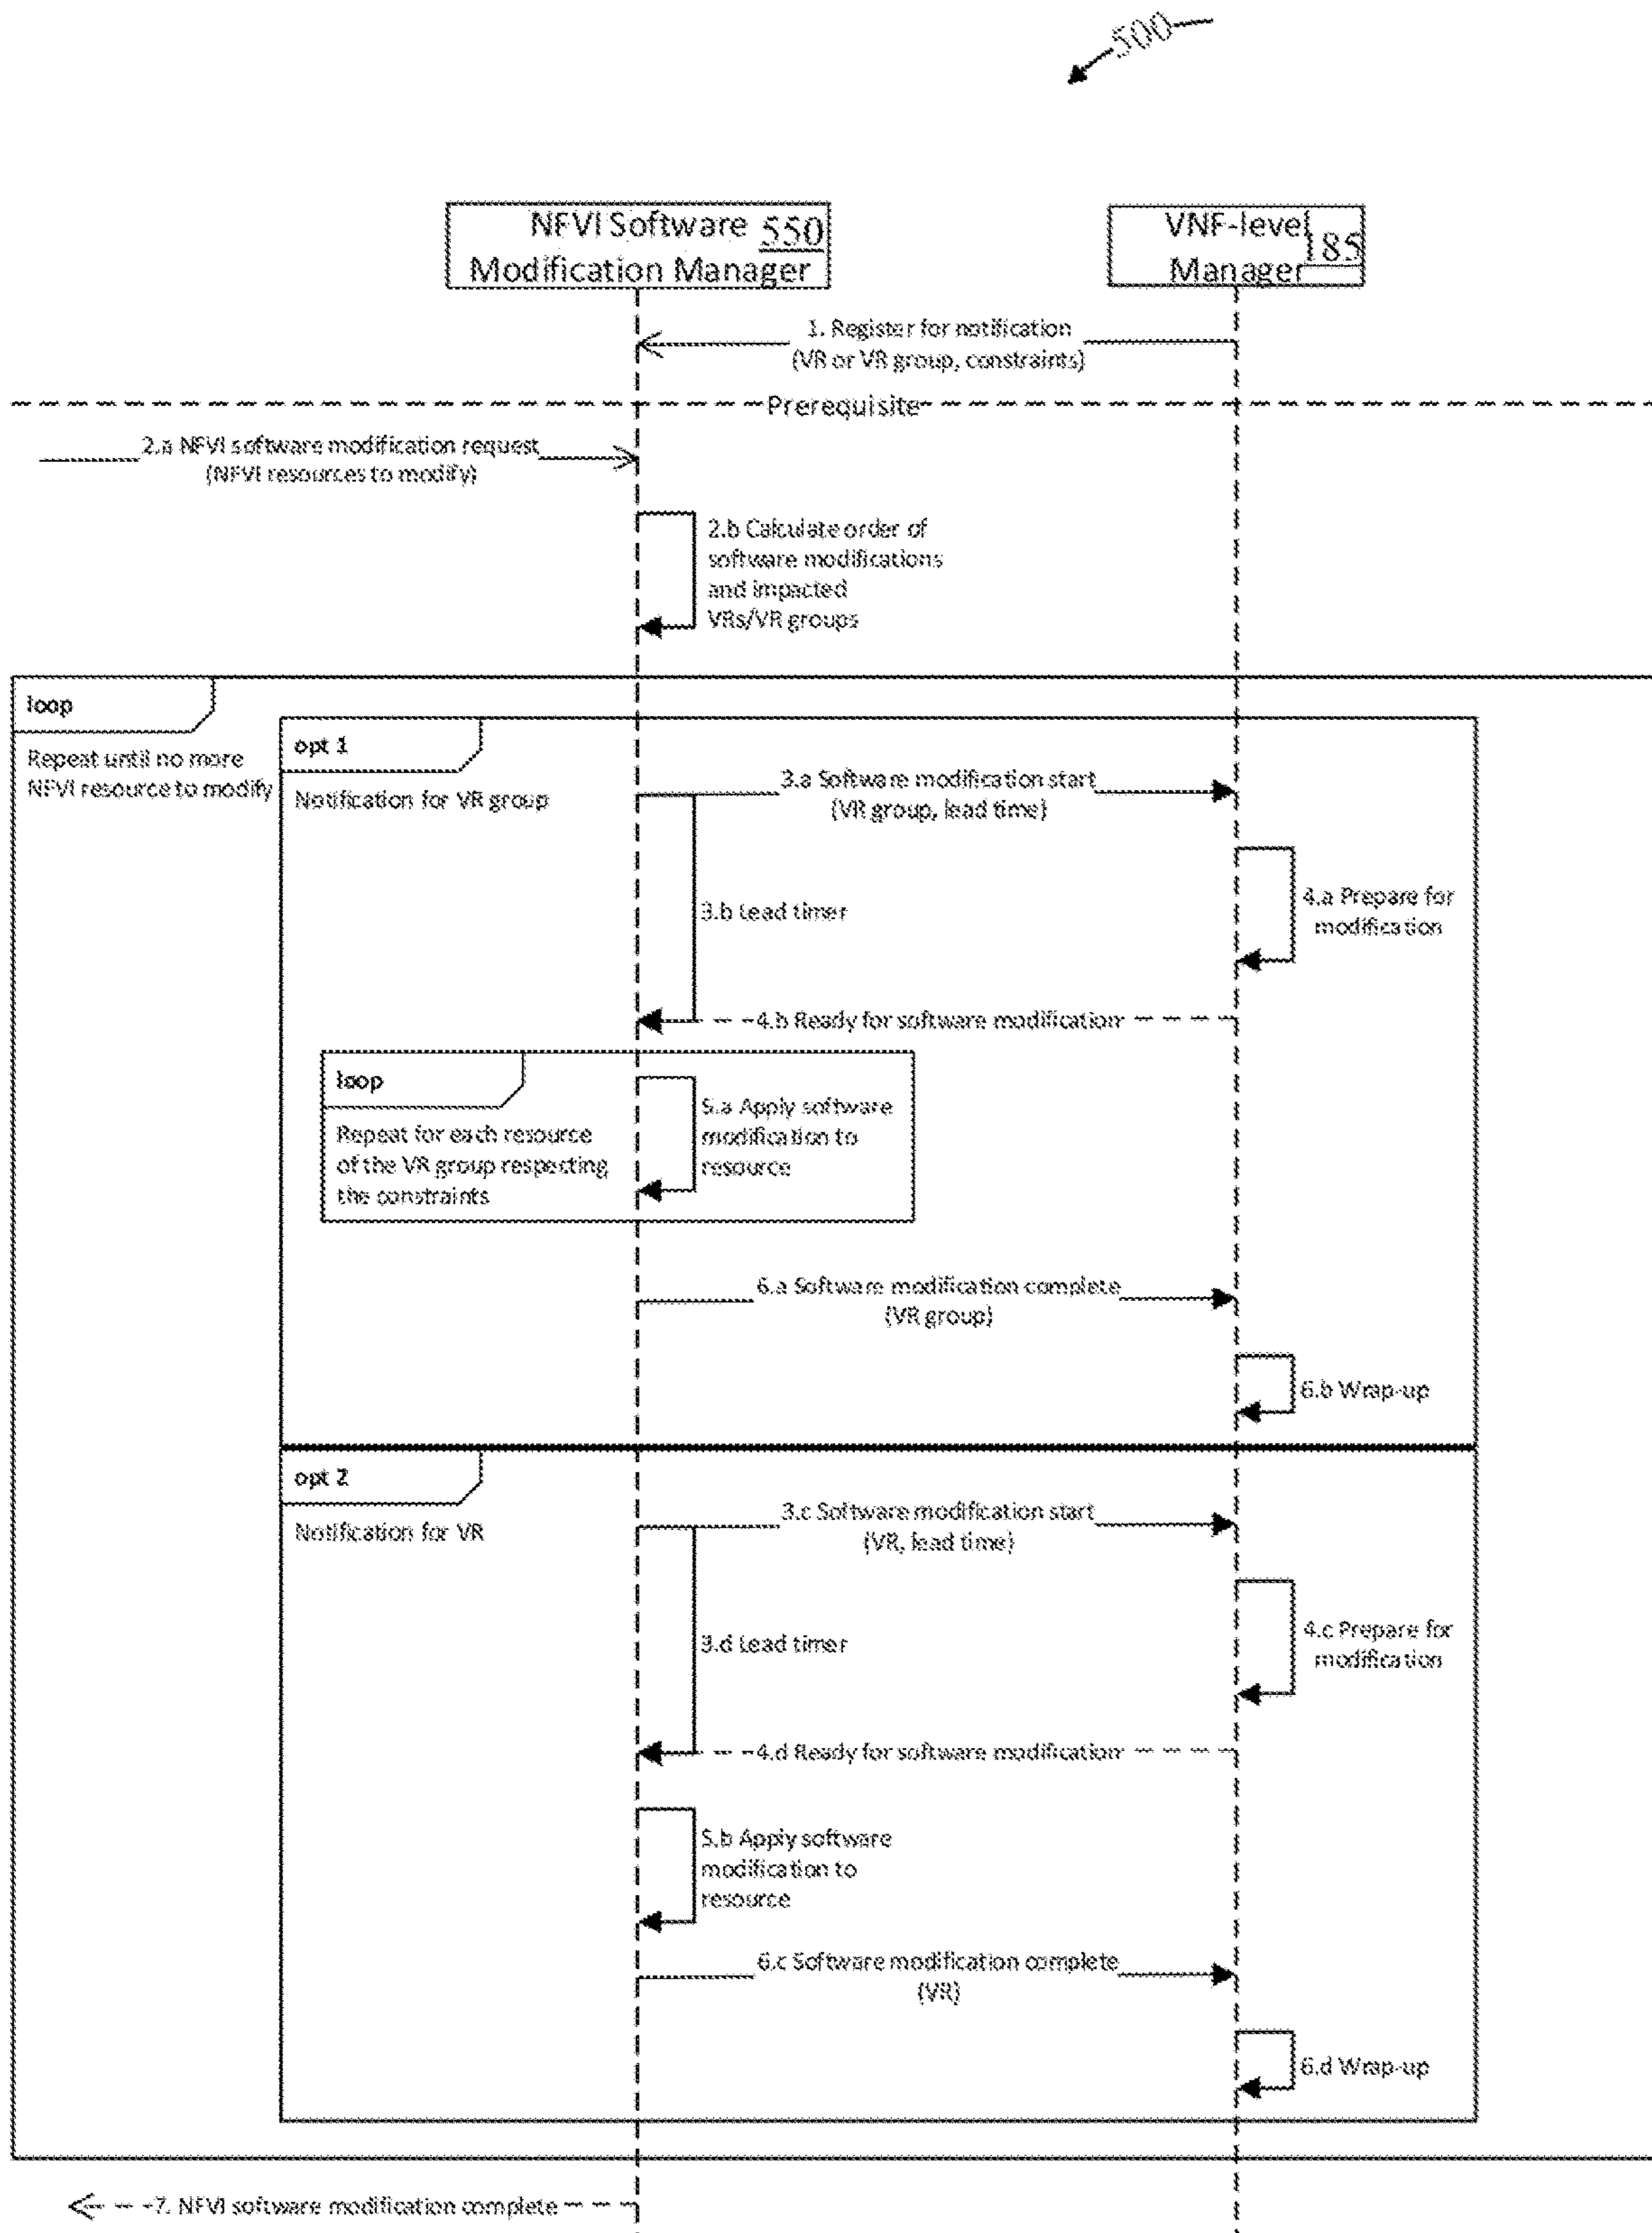 500
NFVI Software 550
Modification Manager
VNF-level
Manager 185
1. Register for notification
(VR or VR group, constraints)
Prerequisite
2.a NFVI software modification request
(NFVI resources to modify)
2.b Calculate order of
software modifications
and impacted
VRs/VR groups
loop
Repeat until no more
NFVI resource to modify
opt 1
Notification for VR group
3.a Software modification start
(VR group, lead time)
3.b Lead timer
4.a Prepare for
modification
4.b Ready for software modification
loop
Repeat for each resource
of the VR group respecting
the constraints
5.a Apply software
modification to
resource
6.a Software modification complete
(VR group)
6.b Wrap-up
opt 2
Notification for VR
3.c Software modification start
(VR, lead time)
3.d Lead timer
4.c Prepare for
modification
4.d Ready for software modification
5.b Apply software
modification to
resource
6.c Software modification complete
(VR)
6.d Wrap-up
7. NFVI software modification complete